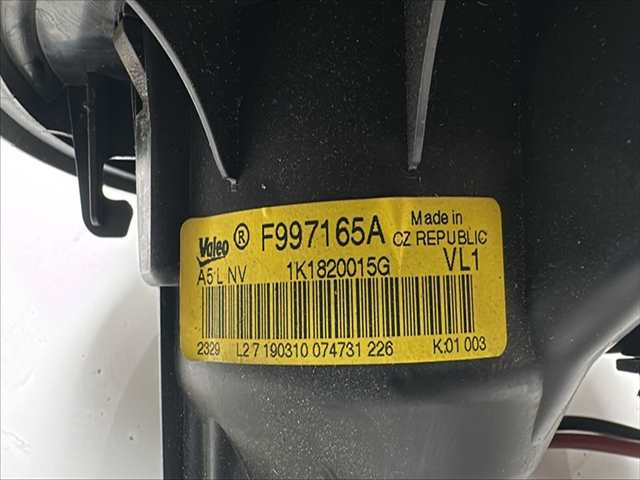 Valeo ® F997165A Made in
CZ REPUBLIC
A5 L NV 1K1820015G VL1
2329 L2 7 190310 074731 226 K:01 003